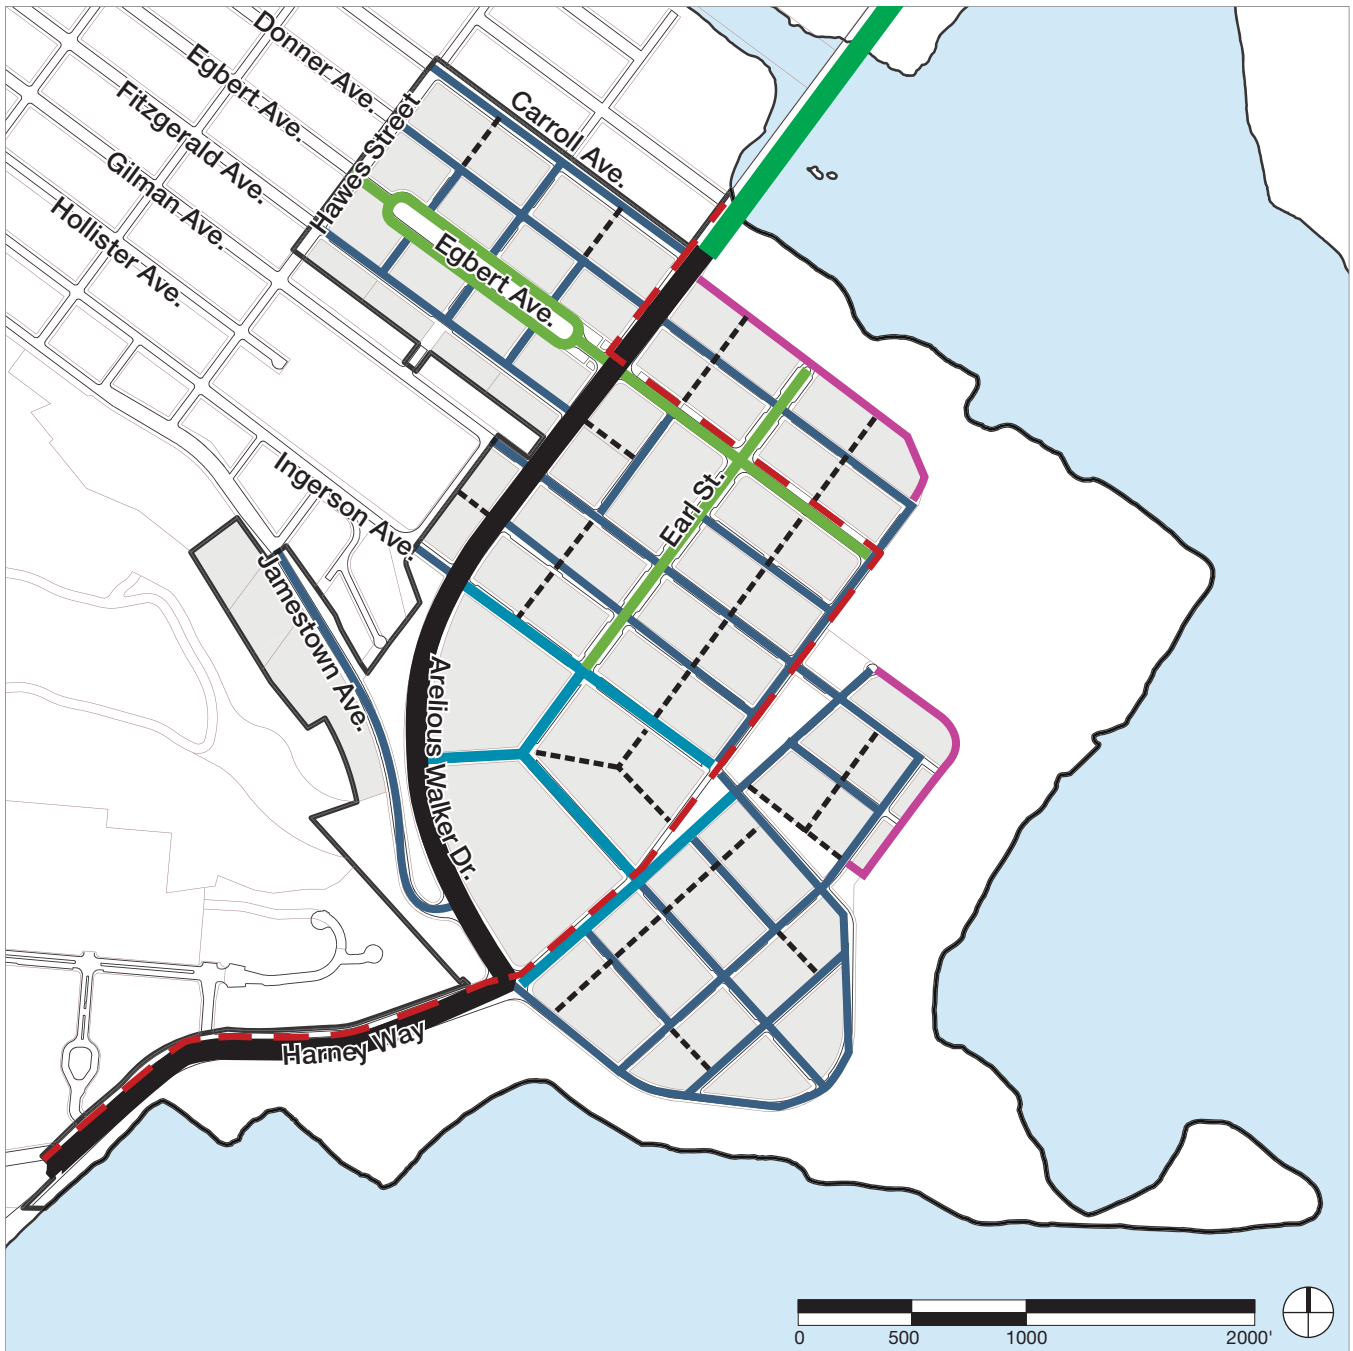 Donner Ave.
Egbert Ave.
Fitzgerald Ave.
Gilman Ave.
Hollister Ave.
Hawes Street
Carroll Ave.
Egbert Ave.
Earl St.
Ingerson Ave.
Jamestown Ave.
Arelious Walker Dr.
Harney Way
0 500 1000 2000'